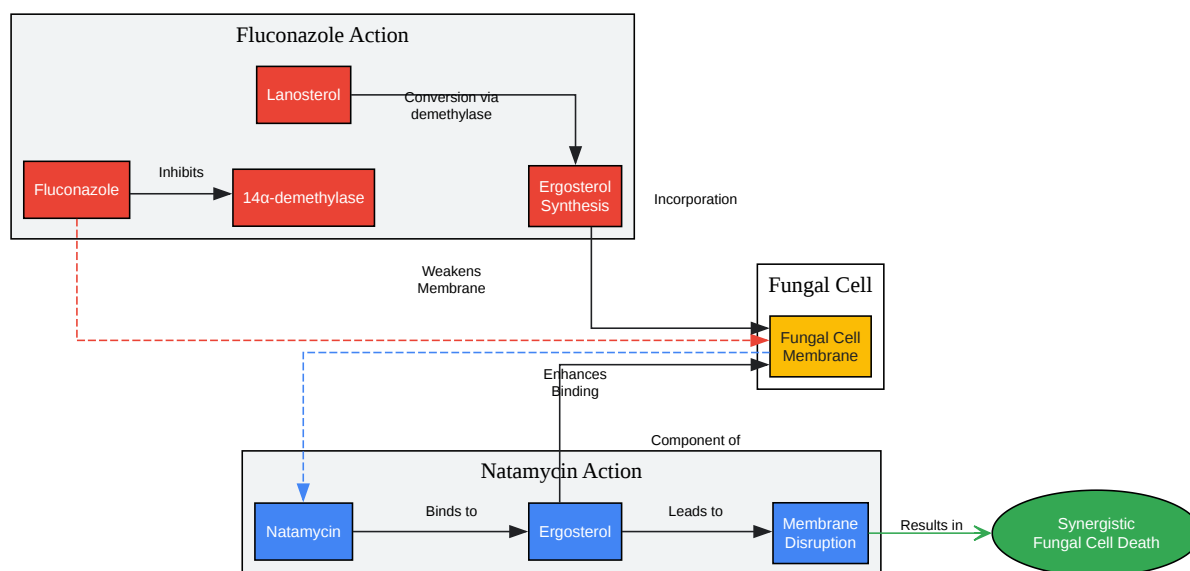 Fluconazole Action
Lanosterol
Conversion via
demethylase
Fluconazole
Inhibits
14α-demethylase
Ergosterol
Synthesis
Incorporation
Weakens
Membrane
Fungal Cell
Fungal Cell
Membrane
Enhances
Binding
Component of
Natamycin Action
Natamycin
Binds to
Ergosterol
Leads to
Membrane
Disruption
Results in
Synergistic
Fungal Cell Death